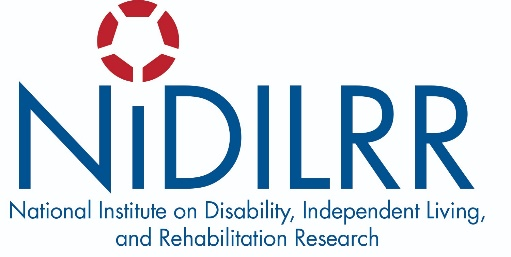 NiDILRR
National Institute on Disability, Independent Living,
and Rehabilitation Research